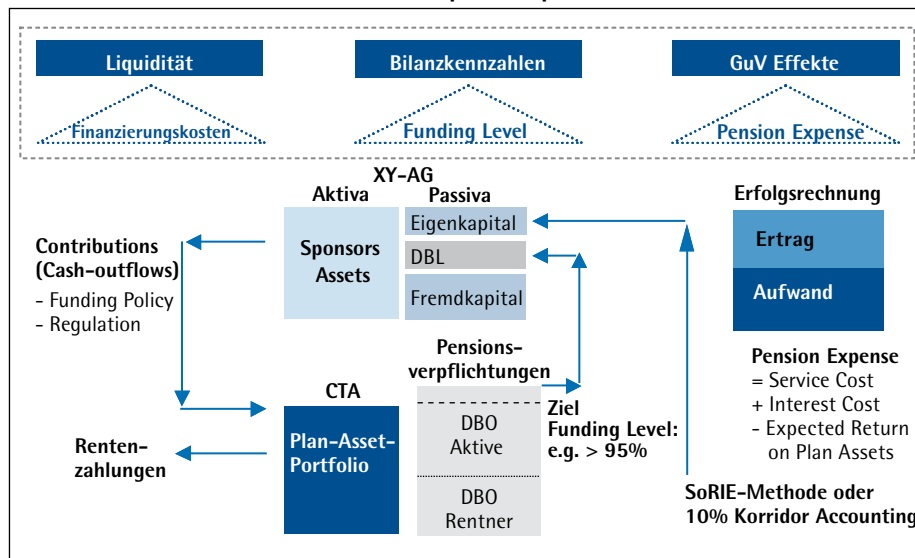 Liquidität
Bilanzkennzahlen
GuV Effekte
Finanzierungskosten
Funding Level
Pension Expense
XY-AG
Aktiva
Passiva
Sponsors
Assets
Eigenkapital
DBL
Fremdkapital
Contributions
(Cash-outflows)
- Funding Policy
- Regulation
Erfolgsrechnung
Ertrag
Aufwand
Pensions-
verpflichtungen
CTA
Plan-Asset-
Portfolio
DBO
Aktive
DBO
Rentner
Ziel
Funding Level:
e.g. > 95%
Renten-
zahlungen
Pension Expense
= Service Cost
+ Interest Cost
- Expected Return
on Plan Assets
SoRIE-Methode oder
10% Korridor Accounting